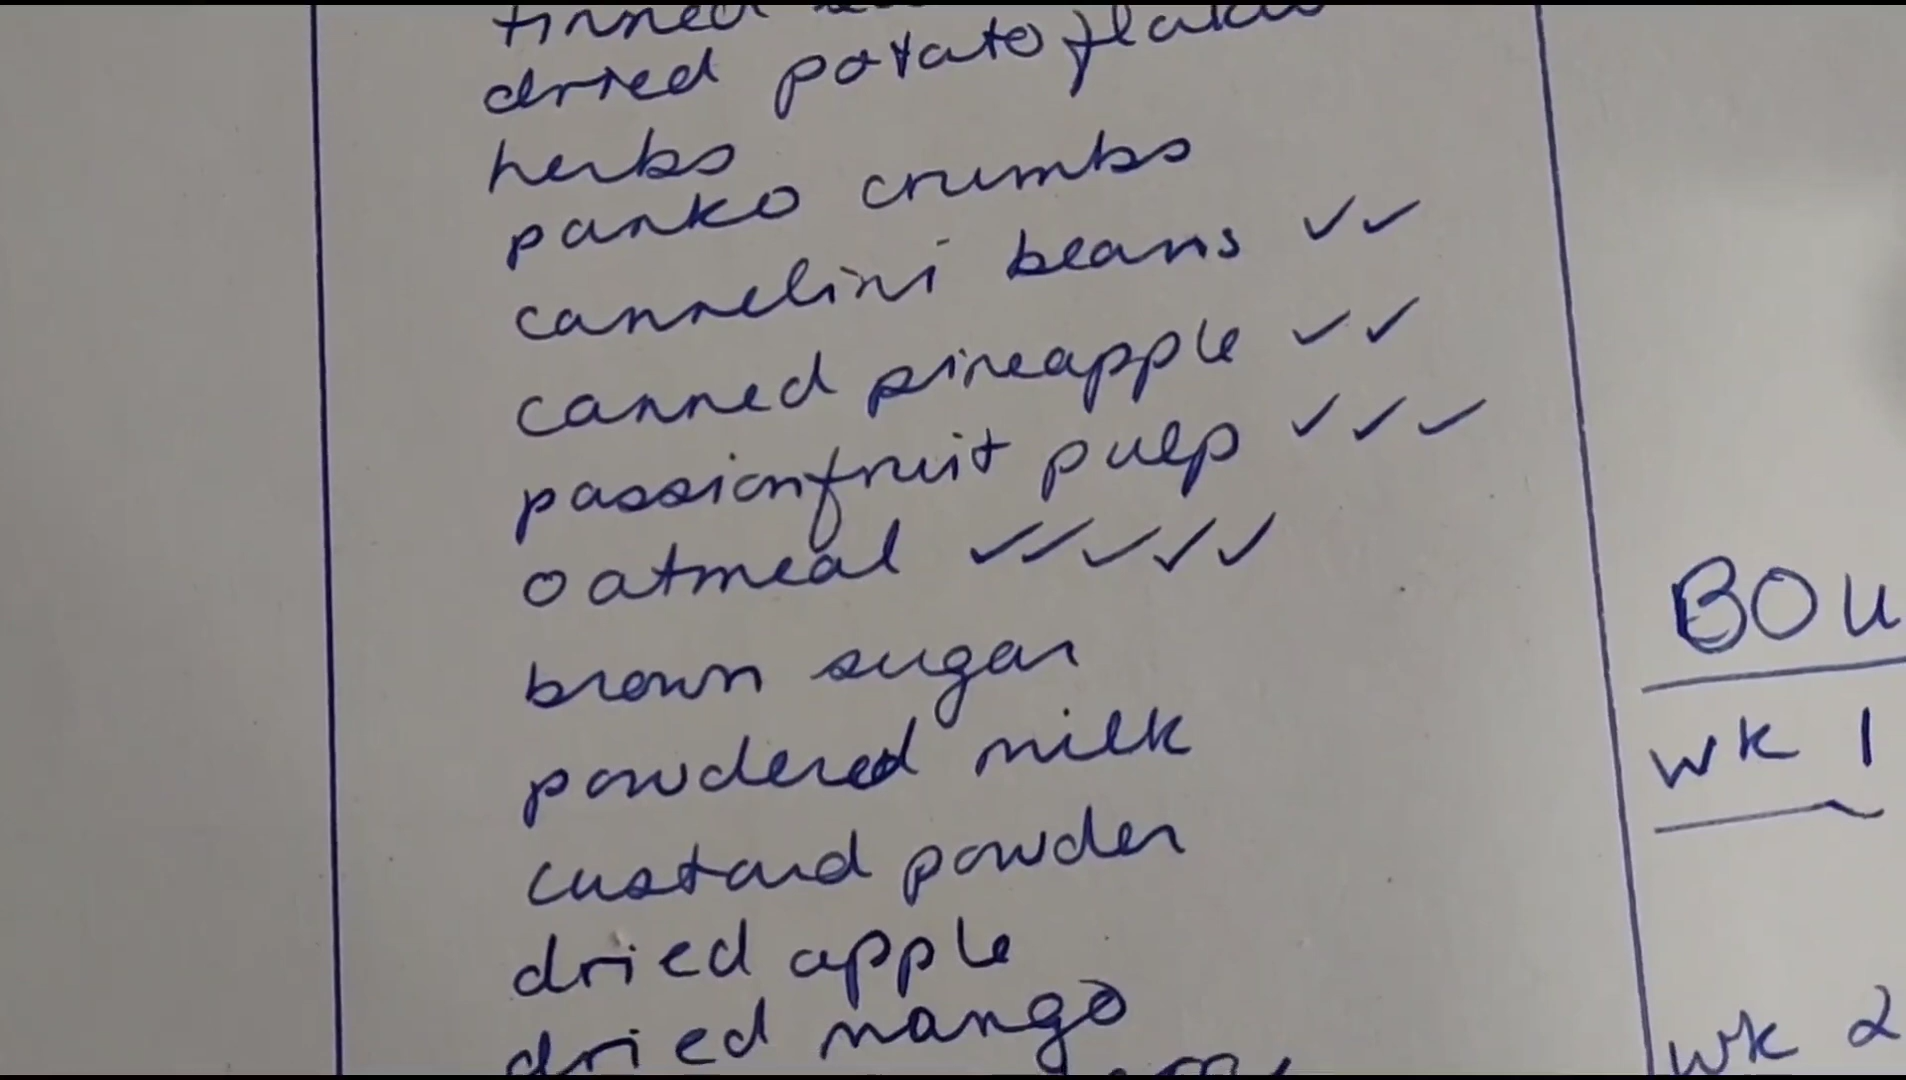 tinned
dried potato flakes
herbs
panko crumbs
cannelini beans ✓✓
canned pineapple ✓✓
passionfruit pulp ✓✓✓
oatmeal ✓✓✓✓✓
brown sugar
powdered milk
custard powder
dried apple
dried mango
BOU
wk 1
wk 2